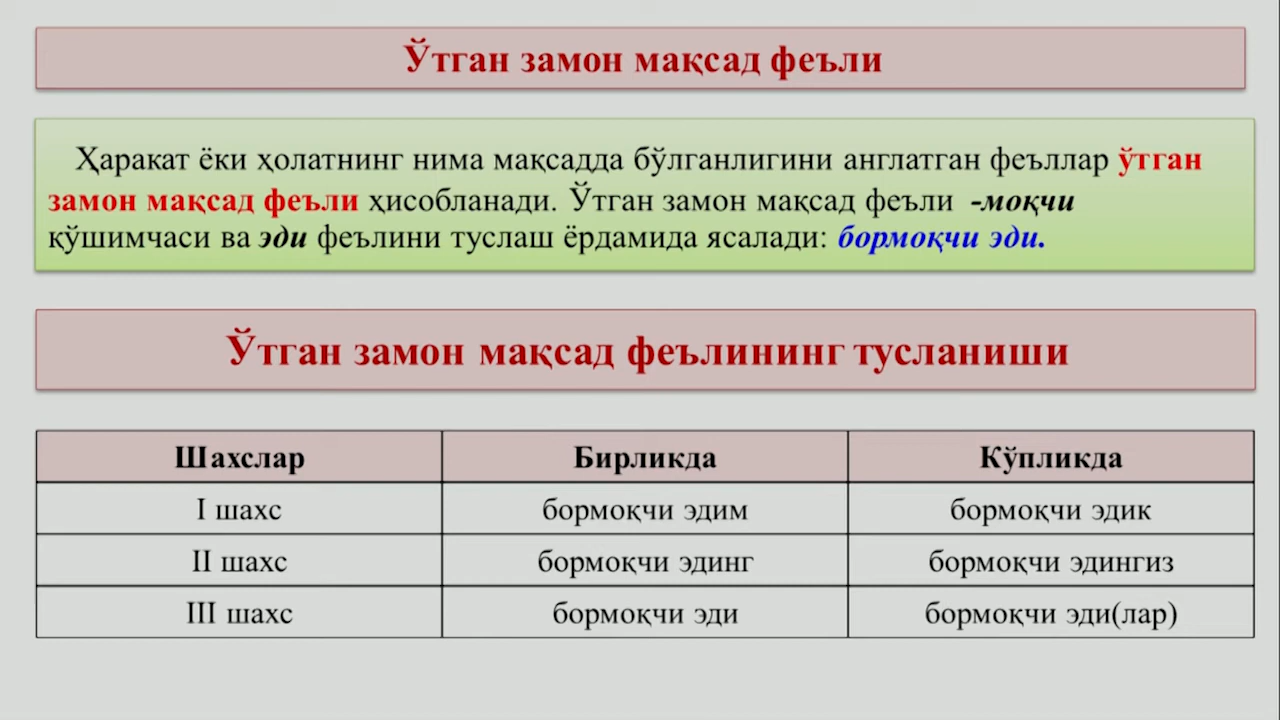 Ўтган замон мақсад феъли
Ҳаракат ёки ҳолатнинг нима мақсадда бўлганлигини англатган феъллар ўтган
замон мақсад феъли ҳисобланади. Ўтган замон мақсад феъли -моқчи
қўшимчаси ва эди феълини туслаш ёрдамида ясалади: бормоқчи эди.
Ўтган замон мақсад феълининг тусланиши
Шахслар Бирликда Кўпликда
I шахс бормоқчи эдим бормоқчи эдик
II шахс бормоқчи эдинг бормоқчи эдингиз
III шахс бормоқчи эди бормоқчи эди(лар)